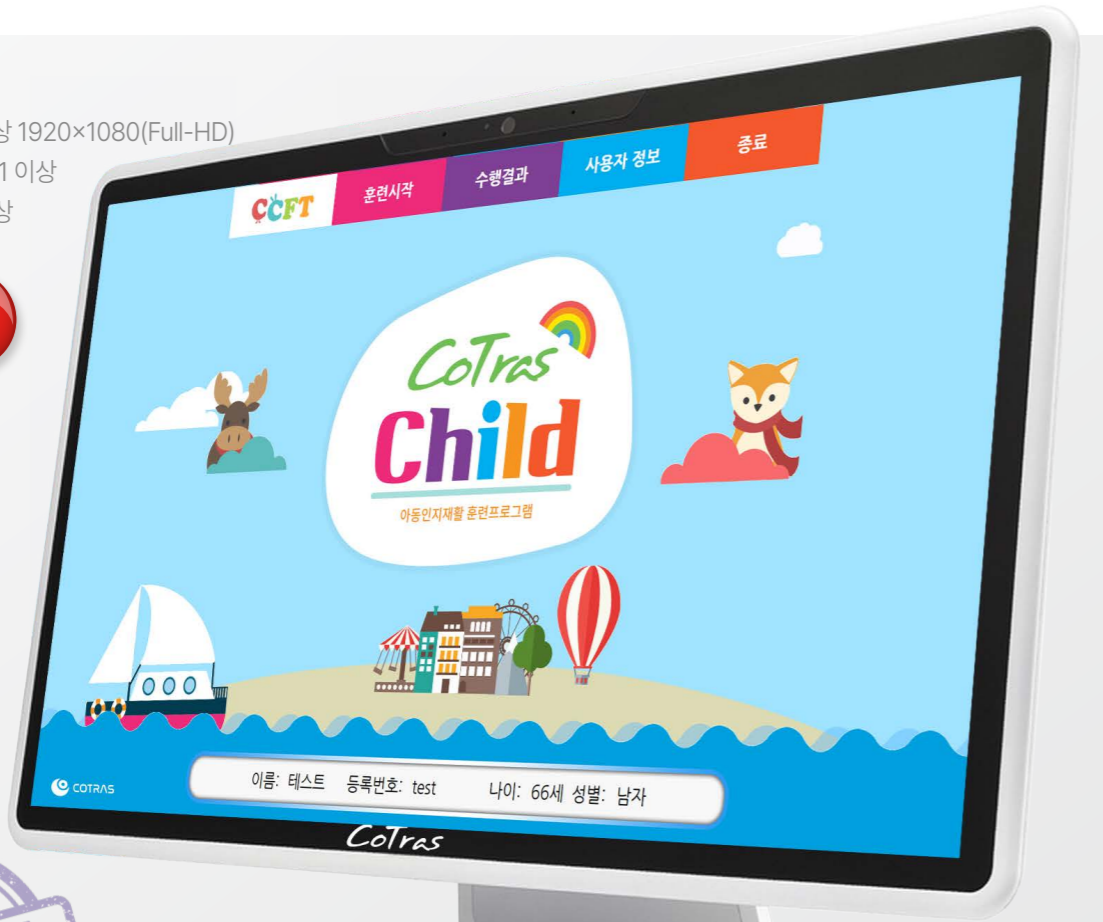 상 1920×1080(Full-HD)
1 이상
상
CCFT 훈련시작 수행결과 사용자 정보 종료
CoTras
Child
아동인지재활 훈련프로그램
이름: 테스트 등록번호: test 나이: 66세 성별: 남자
COTRAS
CoTras